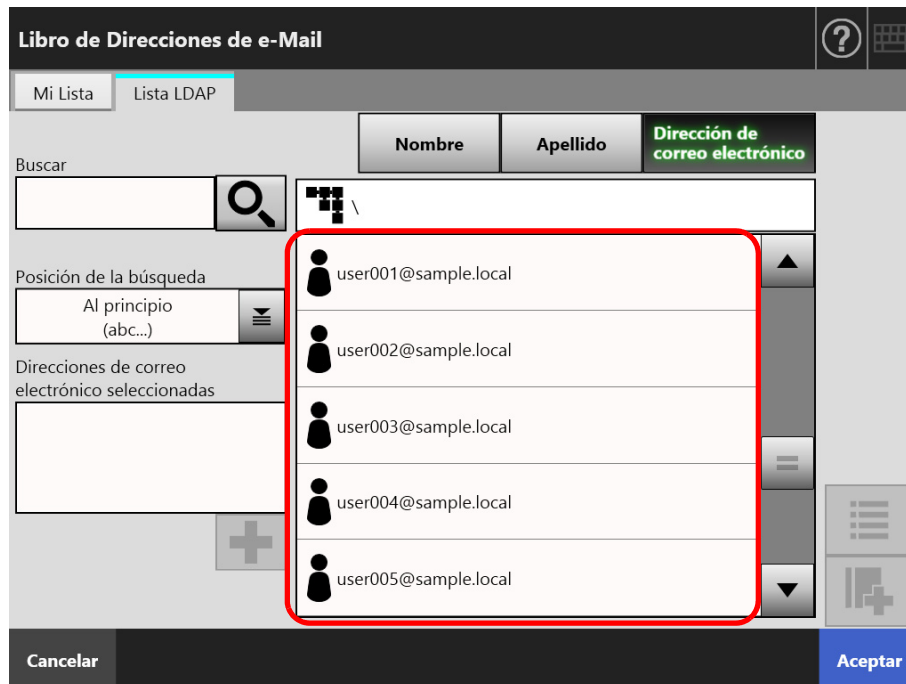 Libro de Direcciones de e-Mail
?
Mi Lista
Lista LDAP
Nombre
Apellido
Dirección de
correo electrónico
Buscar
\
Posición de la búsqueda
Al principio
(abc...)
Direcciones de correo
electrónico seleccionadas
user001@sample.local
user002@sample.local
user003@sample.local
user004@sample.local
user005@sample.local
Cancelar
Aceptar